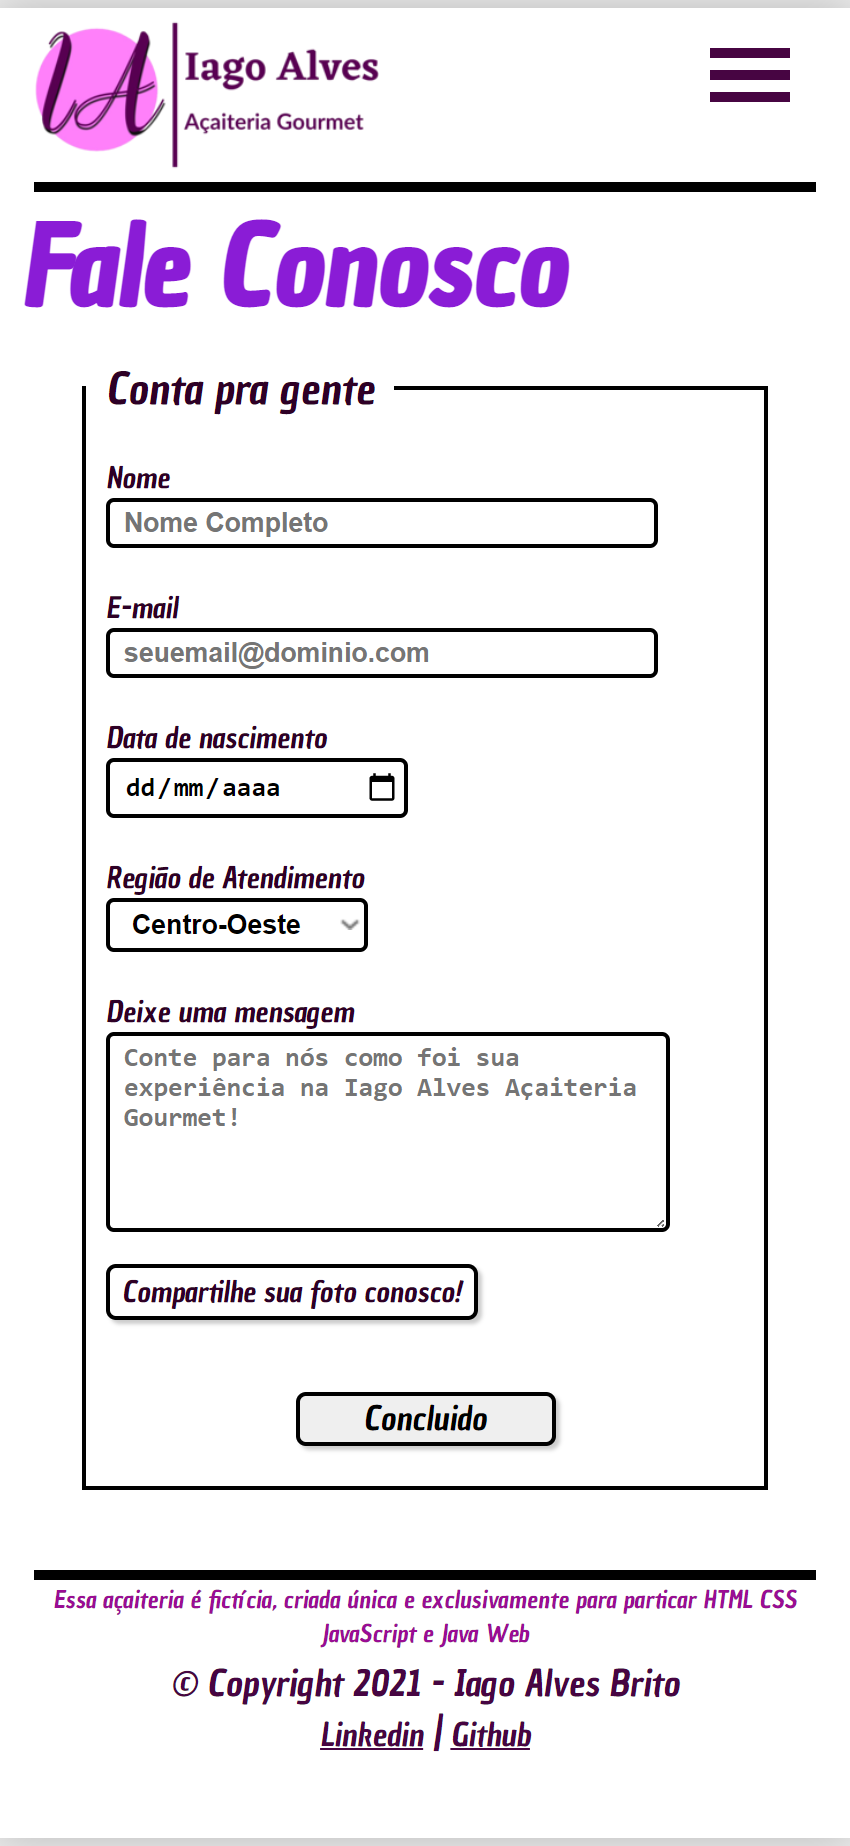 IA
Iago Alves
Açaiteria Gourmet
Fale Conosco
Conta pra gente
Nome
Nome Completo
E-mail
seuemail@dominio.com
Data de nascimento
dd/mm/aaaa
Região de Atendimento
Centro-Oeste
Deixe uma mensagem
Conte para nós como foi sua
experiência na Iago Alves Açaiteria
Gourmet!
Compartilhe sua foto conosco!
Concluido
Essa açaiteria é fictícia, criada única e exclusivamente para particar HTML CSS
JavaScript e Java Web
© Copyright 2021 - Iago Alves Brito
Linkedin | Github